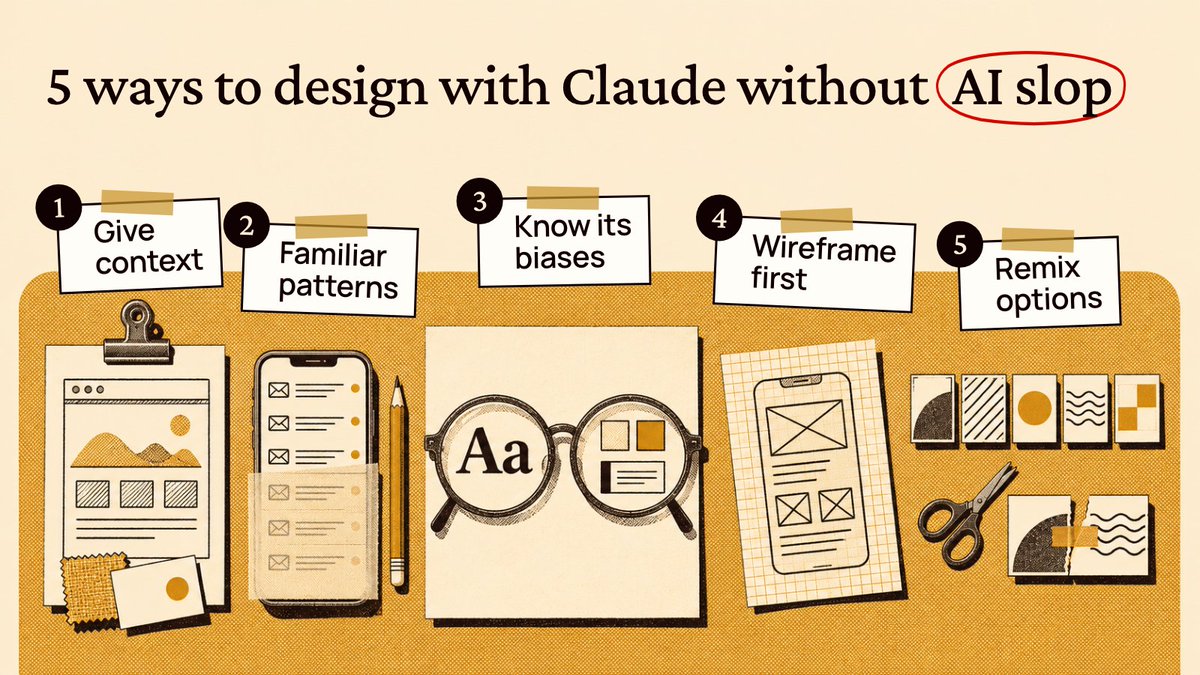 5 ways to design with Claude without AI slop
1
Give
context
2
Familiar
patterns
3
Know its
biases
4
Wireframe
first
5
Remix
options
Aa